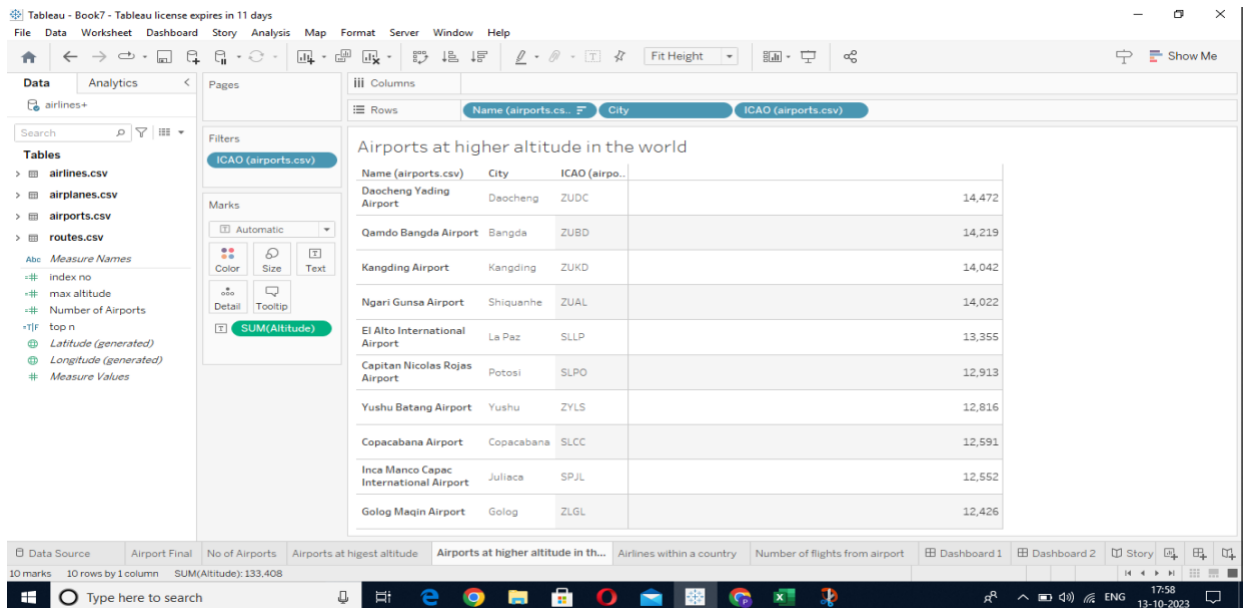 Tableau - Book7 - Tableau license expires in 11 days
File Data Worksheet Dashboard Story Analysis Map Format Server Window Help
Fit Height
Show Me
Data Analytics
airlines+
Search
Tables
airlines.csv
airplanes.csv
airports.csv
routes.csv
Abc Measure Names
index no
max altitude
Number of Airports
T|F top n
Latitude (generated)
Longitude (generated)
Measure Values
Pages
Filters
ICAO (airports.csv)
Marks
Automatic
Color Size Text
Detail Tooltip
SUM(Altitude)
Columns
Rows Name (airports.cs.. City ICAO (airports.csv)
Airports at higher altitude in the world
Name (airports.csv) City ICAO (airpo..
Daocheng Yading
Airport Daocheng ZUDC 14,472
Qamdo Bangda Airport Bangda ZUBD 14,219
Kangding Airport Kangding ZUKD 14,042
Ngari Gunsa Airport Shiquanhe ZUAL 14,022
El Alto International
Airport La Paz SLLP 13,355
Capitan Nicolas Rojas
Airport Potosi SLPO 12,913
Yushu Batang Airport Yushu ZYLS 12,816
Copacabana Airport Copacabana SLCC 12,591
Inca Manco Capac
International Airport Juliaca SPJL 12,552
Golog Maqin Airport Golog ZLGL 12,426
Data Source Airport Final No of Airports Airports at higest altitude Airports at higher altitude in th... Airlines within a country Number of flights from airport Dashboard 1 Dashboard 2 Story
10 marks 10 rows by 1 column SUM(Altitude): 133,408
Type here to search
ENG
17:58
13-10-2023